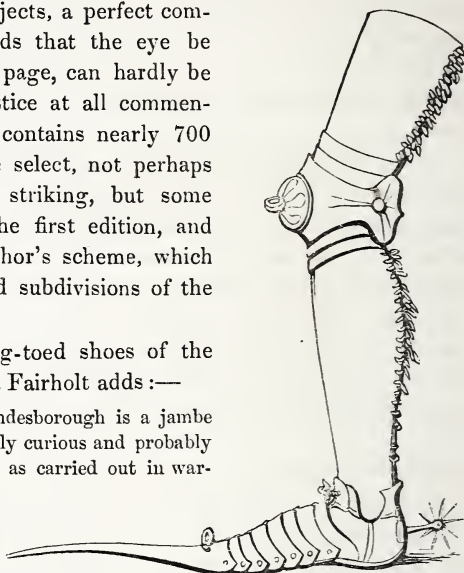 jects, a perfect com-
ds that the eye be
page, can hardly be
stice at all commen-
contains nearly 700
select, not perhaps
striking, but some
he first edition, and
hor's scheme, which
d subdivisions of the
g-toed shoes of the
Fairholt adds:—
ndesborough is a jambe
ly curious and probably
as carried out in war-